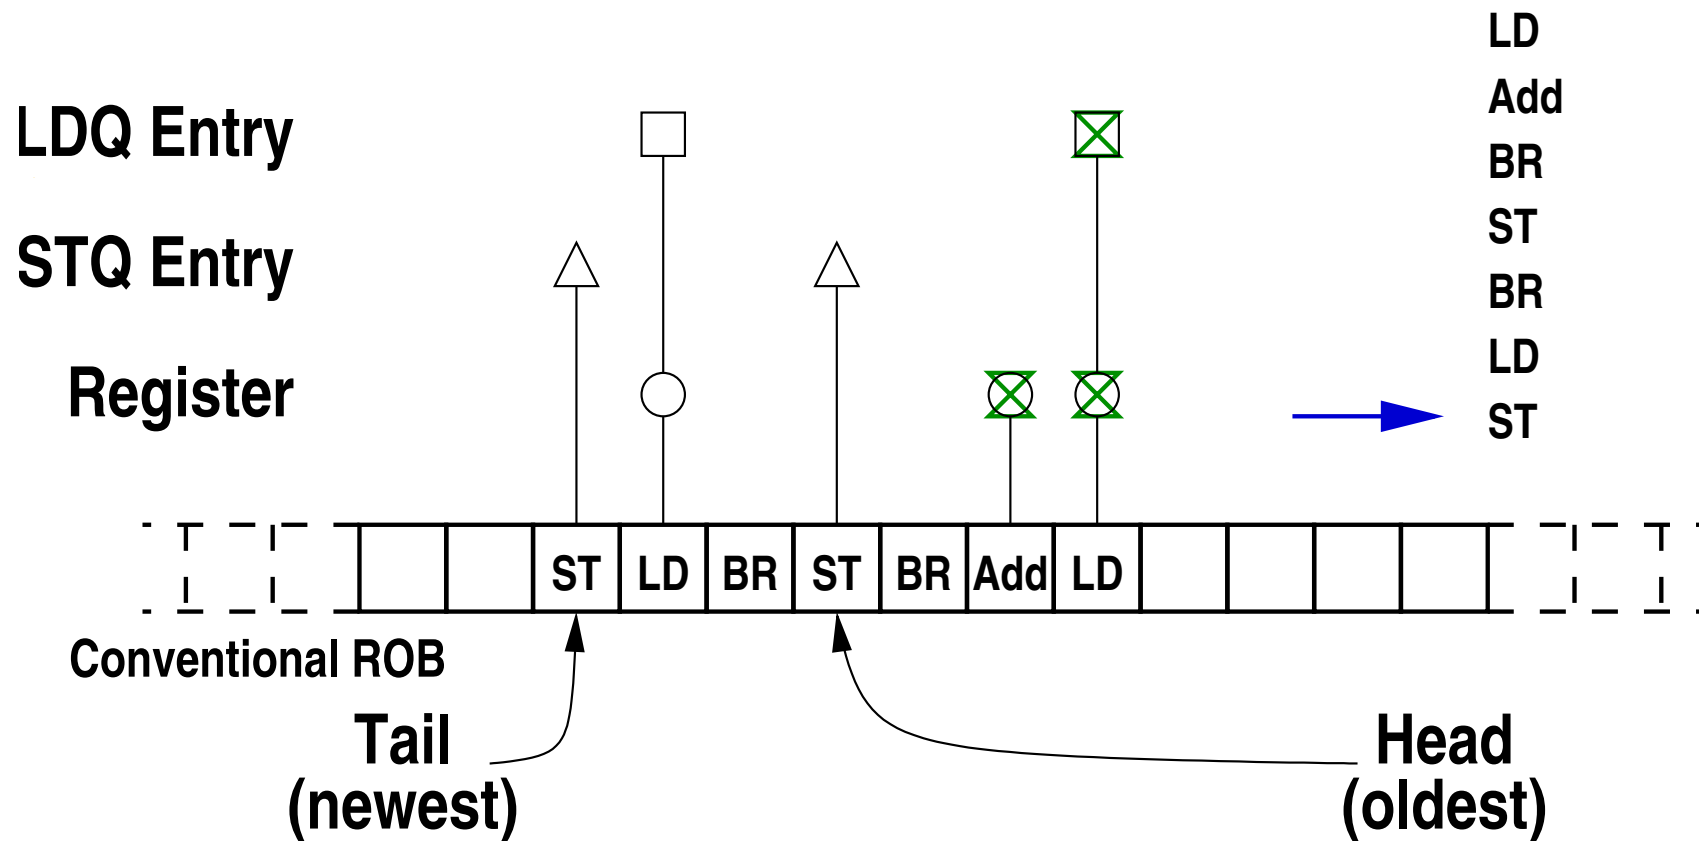 LD
Add
BR
ST
BR
LD
ST
LDQ Entry
STQ Entry
Register
ST LD BR ST BR Add LD
Conventional ROB
Tail
(newest)
Head
(oldest)